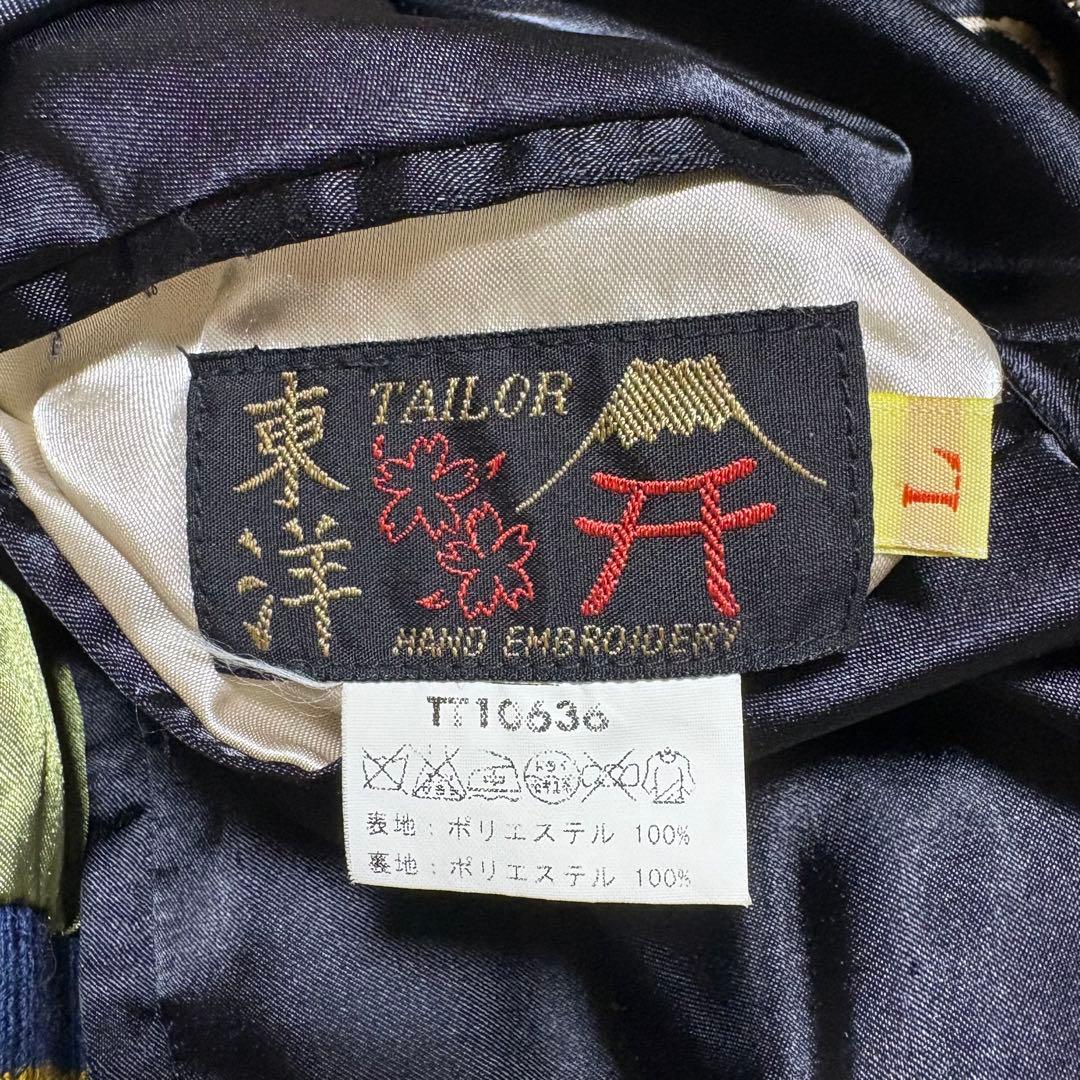 東洋
TAILOR
HAND EMBROIDERY
L
TT10636
表地：ポリエステル 100%
裏地：ポリエステル 100%